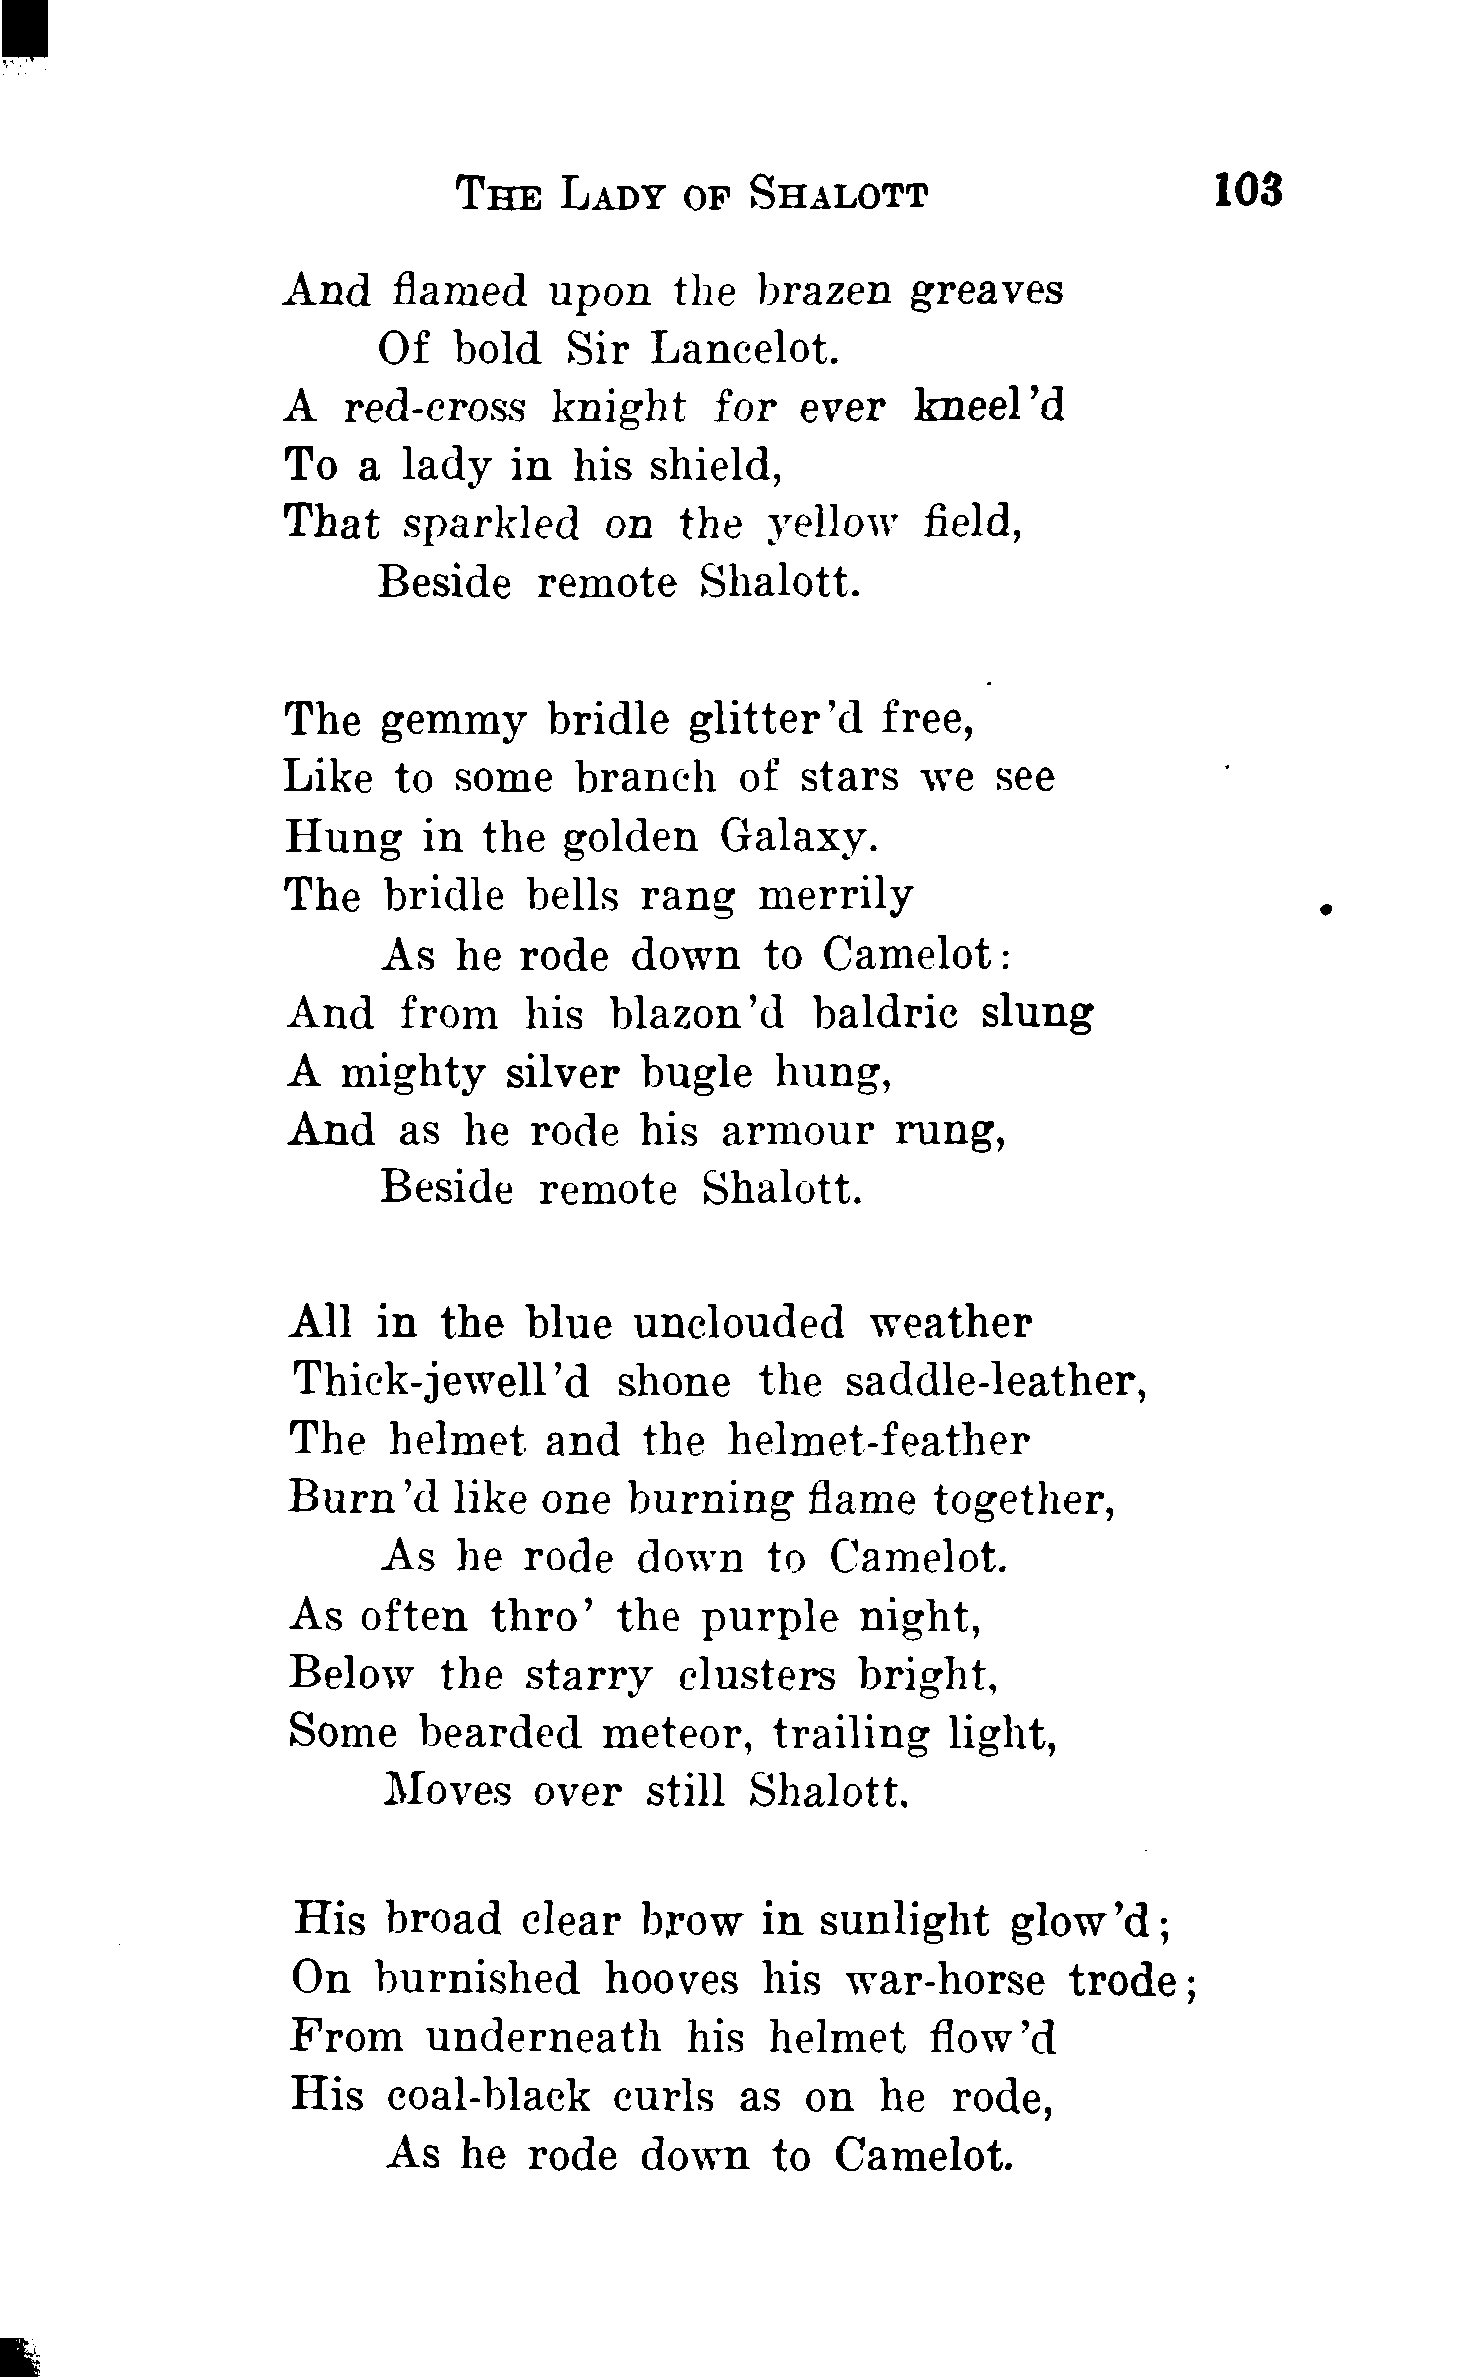 THE LADY OF SHALOTT 103
And flamed upon the brazen greaves
Of bold Sir Lancelot.
A red-cross knight for ever kneel'd
To a lady in his shield,
That sparkled on the yellow field,
Beside remote Shalott.
The gemmy bridle glitter'd free,
Like to some branch of stars we see
Hung in the golden Galaxy.
The bridle bells rang merrily
As he rode down to Camelot:
And from his blazon'd baldric slung
A mighty silver bugle hung,
And as he rode his armour rung,
Beside remote Shalott.
All in the blue unclouded weather
Thick-jewell'd shone the saddle-leather,
The helmet and the helmet-feather
Burn'd like one burning flame together,
As he rode down to Camelot.
As often thro' the purple night,
Below the starry clusters bright,
Some bearded meteor, trailing light,
Moves over still Shalott.
His broad clear brow in sunlight glow'd;
On burnished hooves his war-horse trode;
From underneath his helmet flow'd
His coal-black curls as on he rode,
As he rode down to Camelot.